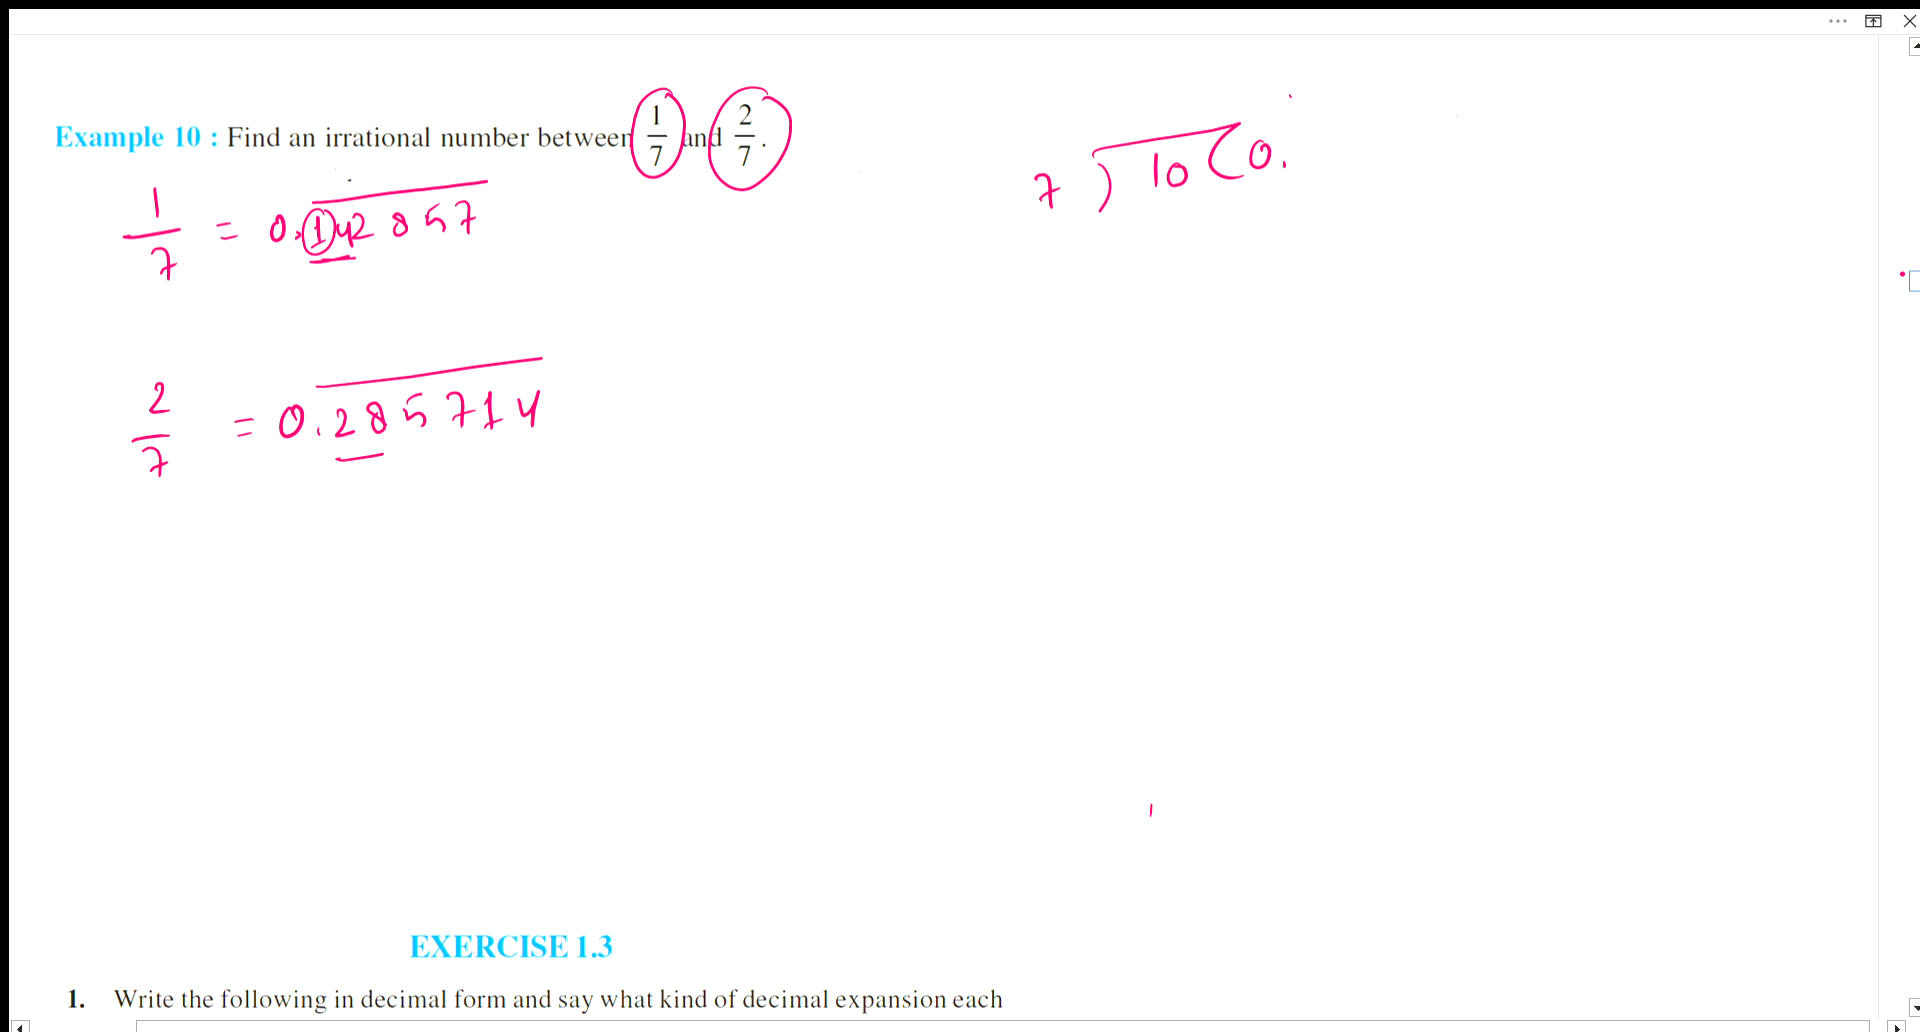 Example 10 : Find an irrational number between 1/7 and 2/7.
1/7 = 0.142857
7 ) 10 ( 0.
2/7 = 0.285714
EXERCISE 1.3
1. Write the following in decimal form and say what kind of decimal expansion each